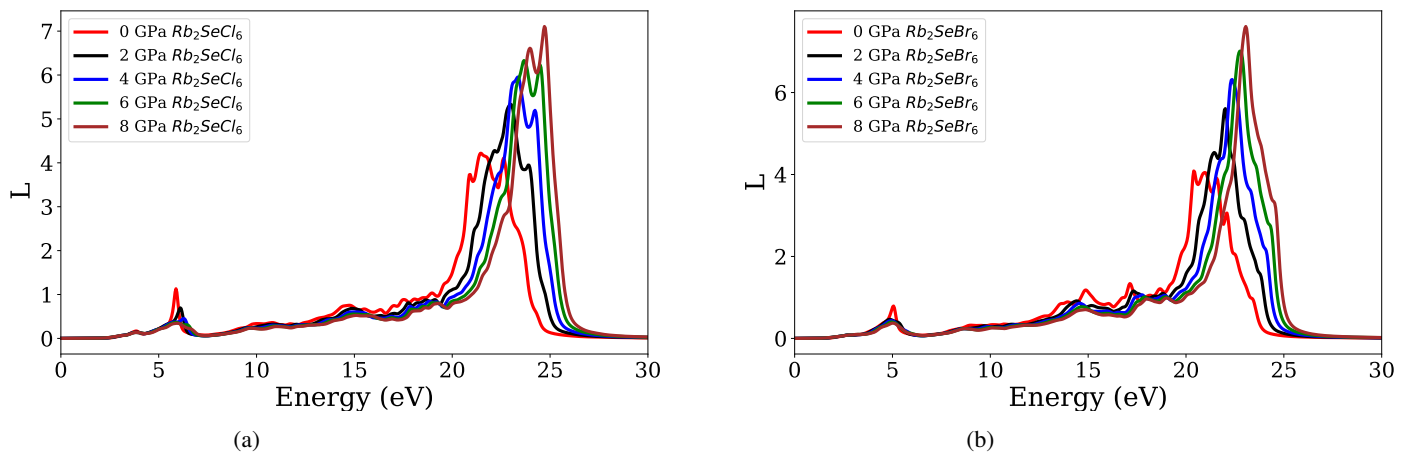 0 GPa Rb₂SeCl₆
2 GPa Rb₂SeCl₆
4 GPa Rb₂SeCl₆
6 GPa Rb₂SeCl₆
8 GPa Rb₂SeCl₆
7
6
5
4
3
2
1
0
L
0 5 10 15 20 25 30
Energy (eV)
(a)
0 GPa Rb₂SeBr₆
2 GPa Rb₂SeBr₆
4 GPa Rb₂SeBr₆
6 GPa Rb₂SeBr₆
8 GPa Rb₂SeBr₆
6
4
2
0
L
0 5 10 15 20 25 30
Energy (eV)
(b)